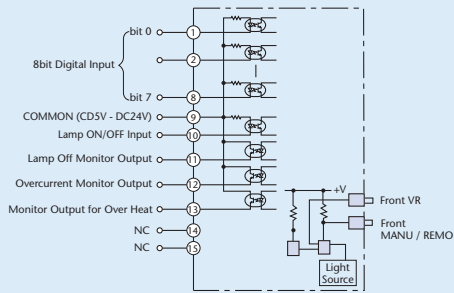 bit 0
1
8bit Digital Input
2
bit 7
8
COMMON (CD5V - DC24V)
9
Lamp ON/OFF Input
10
Lamp Off Monitor Output
11
Overcurrent Monitor Output
12
Monitor Output for Over Heat
13
NC
14
NC
15
+V
Front VR
Front
MANU / REMO
Light
Source